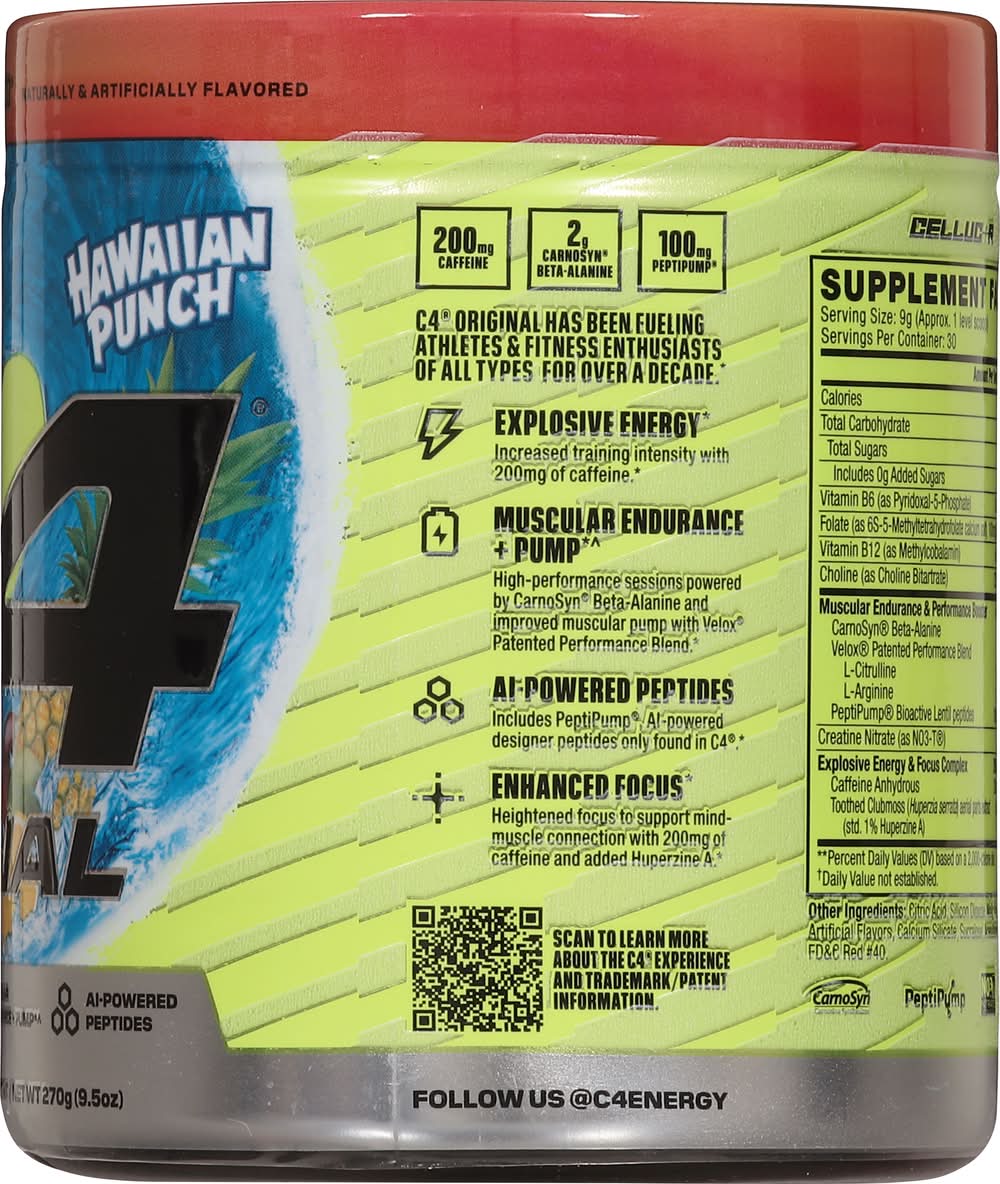 NATURALLY & ARTIFICIALLY FLAVORED
HAWAIIAN
PUNCH
4®
AL
AI-POWERED
PEPTIDES
NET WT 270g (9.5oz)
200mg
CAFFEINE
2g
CARNOSYN®
BETA-ALANINE
100mg
PEPTIPUMP®
C4® ORIGINAL HAS BEEN FUELING
ATHLETES & FITNESS ENTHUSIASTS
OF ALL TYPES FOR OVER A DECADE.*
EXPLOSIVE ENERGY*
Increased training intensity with
200mg of caffeine.*
MUSCULAR ENDURANCE
+ PUMP*^
High-performance sessions powered
by CarnoSyn® Beta-Alanine and
improved muscular pump with Velox®
Patented Performance Blend.*
AI-POWERED PEPTIDES
Includes PeptiPump®, AI-powered
designer peptides only found in C4®.*
ENHANCED FOCUS*
Heightened focus to support mind-
muscle connection with 200mg of
caffeine and added Huperzine A.*
SCAN TO LEARN MORE
ABOUT THE C4® EXPERIENCE
AND TRADEMARK/PATENT
INFORMATION.
FOLLOW US @C4ENERGY
SUPPLEMENT
Serving Size: 9g (Approx. 1 level scoop)
Servings Per Container: 30
Calories
Total Carbohydrate
Total Sugars
Includes 0g Added Sugars
Vitamin B6 (as Pyridoxal-5-Phosphate)
Folate (as 6S-5-Methyltetrahydrofolate calcium
Vitamin B12 (as Methylcobalamin)
Choline (as Choline Bitartrate)
Muscular Endurance & Performance
CarnoSyn® Beta-Alanine
Velox® Patented Performance Blend
L-Citrulline
L-Arginine
PeptiPump® Bioactive Lentil peptides
Creatine Nitrate (as NO3-T®)
Explosive Energy & Focus Complex
Caffeine Anhydrous
Toothed Clubmoss (Huperzia serrata) aerial
(std. 1% Huperzine A)
**Percent Daily Values (DV) based on a
†Daily Value not established.
Other Ingredients: Citric Acid, Silicon
Artificial Flavors, Calcium Silicate,
FD&C Red #40.
CarnoSyn
PeptiPump